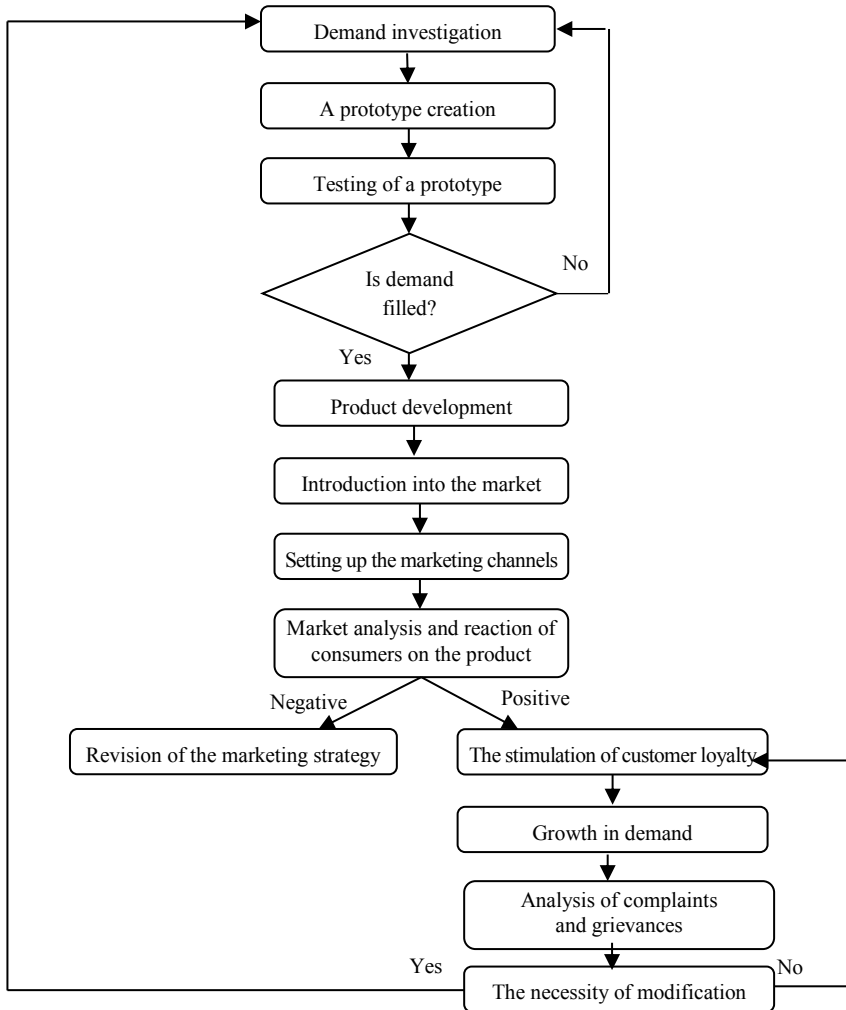 Demand investigation
A prototype creation
Testing of a prototype
Is demand
filled?
No
Yes
Product development
Introduction into the market
Setting up the marketing channels
Market analysis and reaction of
consumers on the product
Negative
Positive
Revision of the marketing strategy
The stimulation of customer loyalty
Growth in demand
Analysis of complaints
and grievances
Yes
No
The necessity of modification